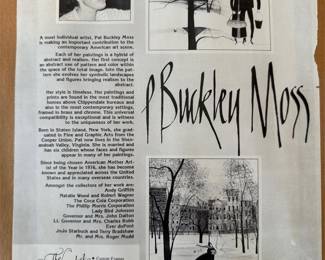 A most individual artist, Pat Buckley Moss
is making an important contribution to the
contemporary American art scene.
Each of her paintings is a hybrid of
abstract and realism. Her first concept is
an abstract use of pattern and color within
the space of the total image. Into the pat-
tern she evolves her symbolic landscapes
and figures bringing realism to the
abstract.
Her style is timeless. Her paintings and
prints are found in the most traditional
homes above Chippendale bureaus and
also in the most contemporary settings,
framed in brass and chrome. This universal
compatibility is exceptional and is witness
to the uniqueness of her work.
Born in Staten Island, New York, she grad-
uated in Fine and Graphic Arts from the
Cooper Union. Pat now lives in the Shen-
andoah Valley, Virginia. She is married and
has six children whose faces and figures
appear in many of her paintings.
Since being chosen American Mother Art-
ist of the Year in 1976, she has become
known and appreciated across the United
States and in many overseas countries.
Amongst the collectors of her work are:
Andy Griffith
Natalie Wood and Robert Wagner
The Coca Cola Corporation
The Phillip Morris Corporation
Lady Bird Johnson
Governor and Mrs. John Dalton
Lt. Governor and Mrs. Charles Robb
Ever duPont
JoJo Starbuck and Terry Bradshaw
Mr. and Mrs. Roger Mudd
P Buckley Moss
The